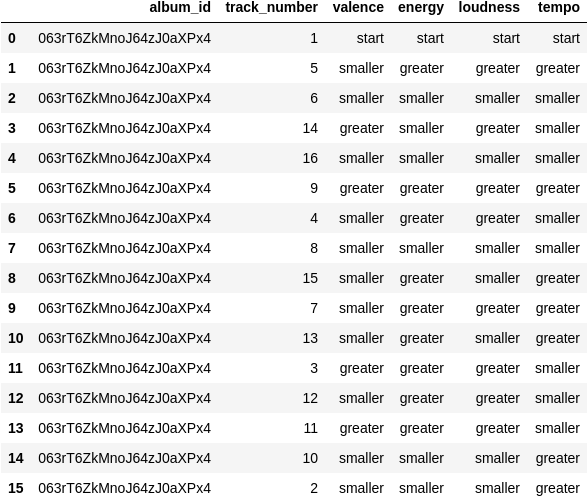 album_id track_number valence energy loudness tempo
0 063rT6ZkMnoJ64zJ0aXPx4 1 start start start start
1 063rT6ZkMnoJ64zJ0aXPx4 5 smaller greater greater greater
2 063rT6ZkMnoJ64zJ0aXPx4 6 smaller smaller smaller smaller
3 063rT6ZkMnoJ64zJ0aXPx4 14 greater smaller greater smaller
4 063rT6ZkMnoJ64zJ0aXPx4 16 smaller smaller smaller smaller
5 063rT6ZkMnoJ64zJ0aXPx4 9 greater greater greater greater
6 063rT6ZkMnoJ64zJ0aXPx4 4 smaller greater greater smaller
7 063rT6ZkMnoJ64zJ0aXPx4 8 smaller smaller smaller smaller
8 063rT6ZkMnoJ64zJ0aXPx4 15 smaller greater smaller greater
9 063rT6ZkMnoJ64zJ0aXPx4 7 smaller greater greater greater
10 063rT6ZkMnoJ64zJ0aXPx4 13 smaller greater smaller greater
11 063rT6ZkMnoJ64zJ0aXPx4 3 greater greater greater smaller
12 063rT6ZkMnoJ64zJ0aXPx4 12 smaller greater smaller smaller
13 063rT6ZkMnoJ64zJ0aXPx4 11 greater greater greater smaller
14 063rT6ZkMnoJ64zJ0aXPx4 10 smaller smaller smaller greater
15 063rT6ZkMnoJ64zJ0aXPx4 2 smaller smaller smaller greater